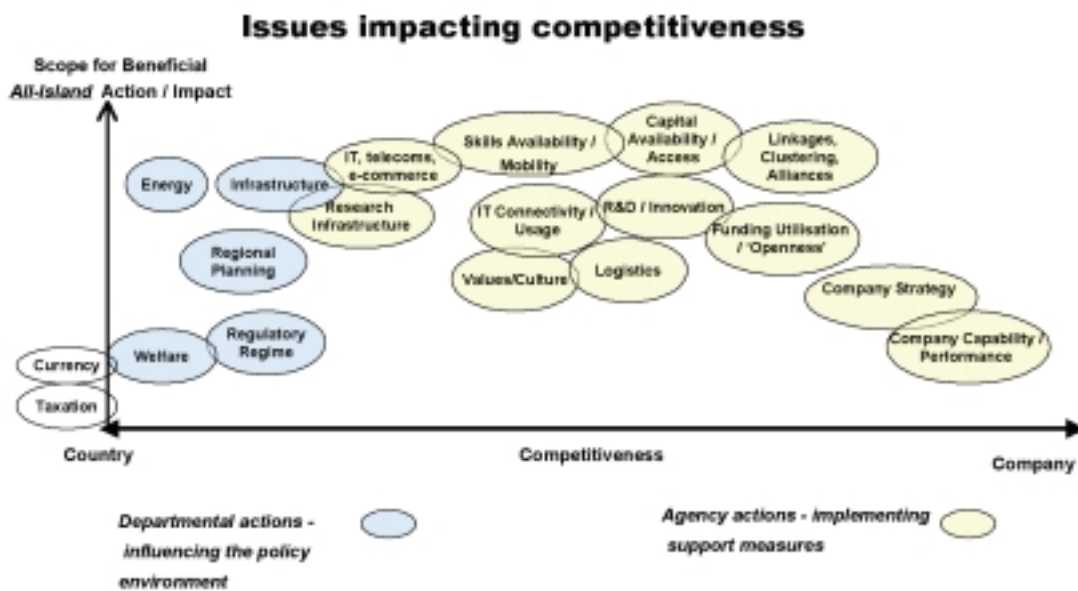 Issues impacting competitiveness
Scope for Beneficial
All-Island Action / Impact
Energy
Infrastructure
IT, telecoms,
e-commerce
Research
Infrastructure
Skills Availability /
Mobility
Capital
Availability /
Access
Linkages,
Clustering,
Alliances
IT Connectivity /
Usage
R&D / Innovation
Funding Utilisation
/ 'Openness'
Regional
Planning
Values/Culture
Logistics
Company Strategy
Company Capability /
Performance
Regulatory
Regime
Welfare
Currency
Taxation
Country
Competitiveness
Company
Departmental actions -
influencing the policy
environment
Agency actions - implementing
support measures